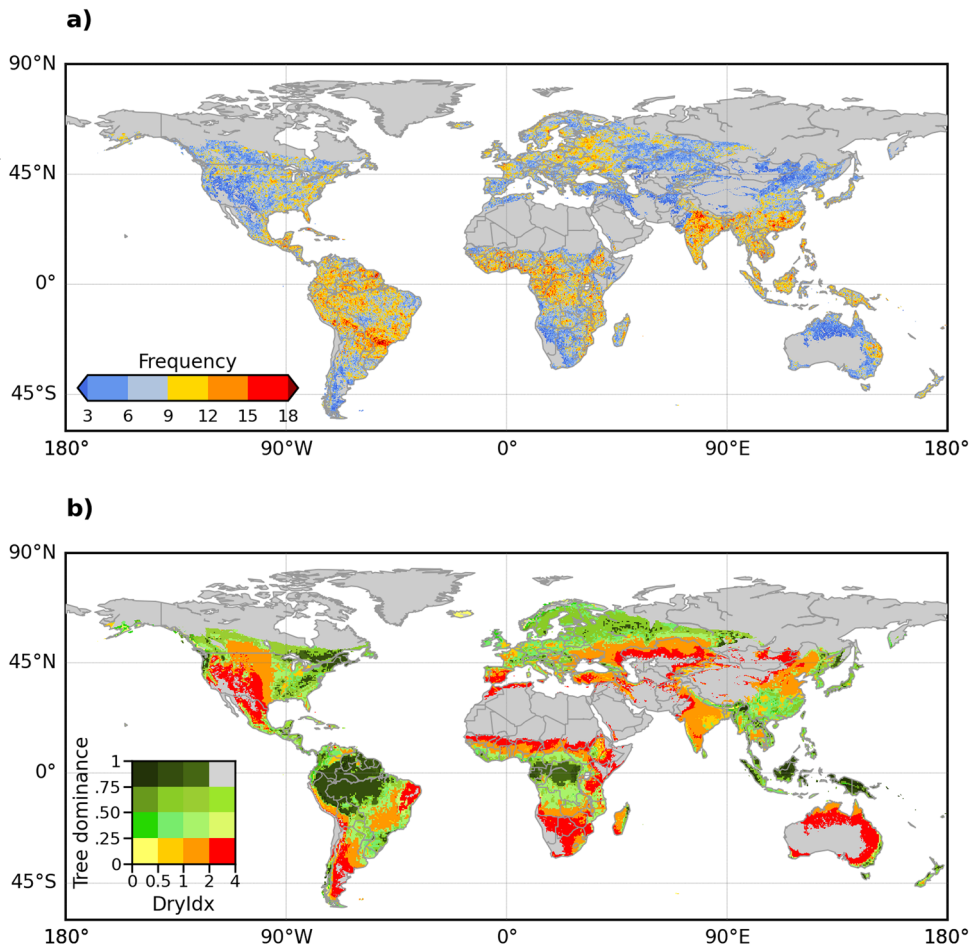 a)
90°N
45°N
0°
45°S
Frequency
3 6 9 12 15 18
180° 90°W 0° 90°E 180°
b)
90°N
45°N
0°
45°S
Tree dominance
1
.75
.50
.25
0
0 0.5 1 2 4
DryIdx
180° 90°W 0° 90°E 180°